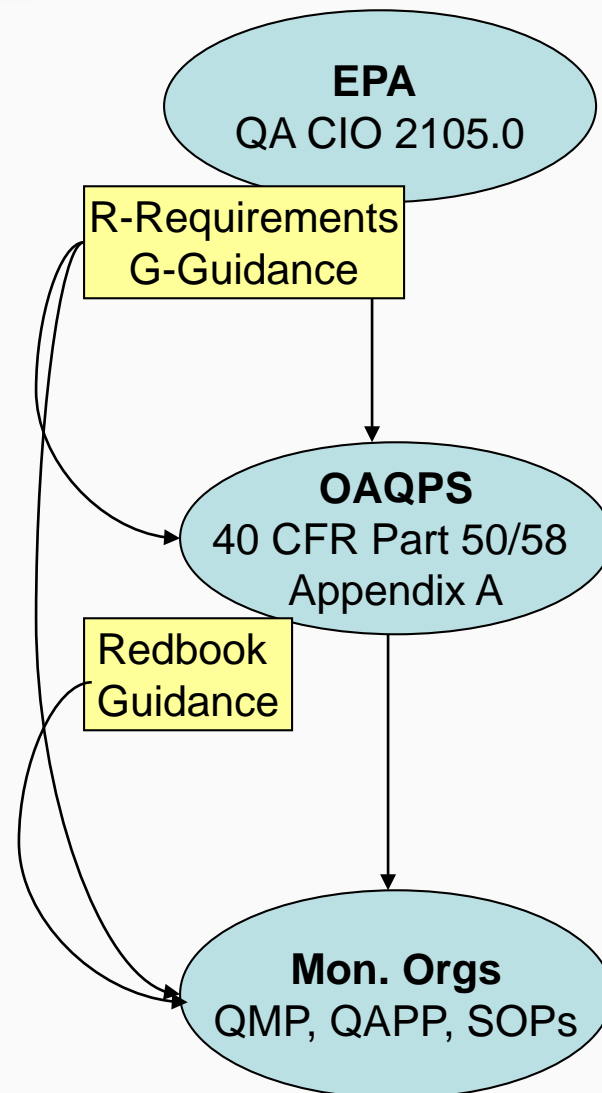 EPA
QA CIO 2105.0
R-Requirements
G-Guidance
OAQPS
40 CFR Part 50/58
Appendix A
Redbook
Guidance
Mon. Orgs
QMP, QAPP, SOPs